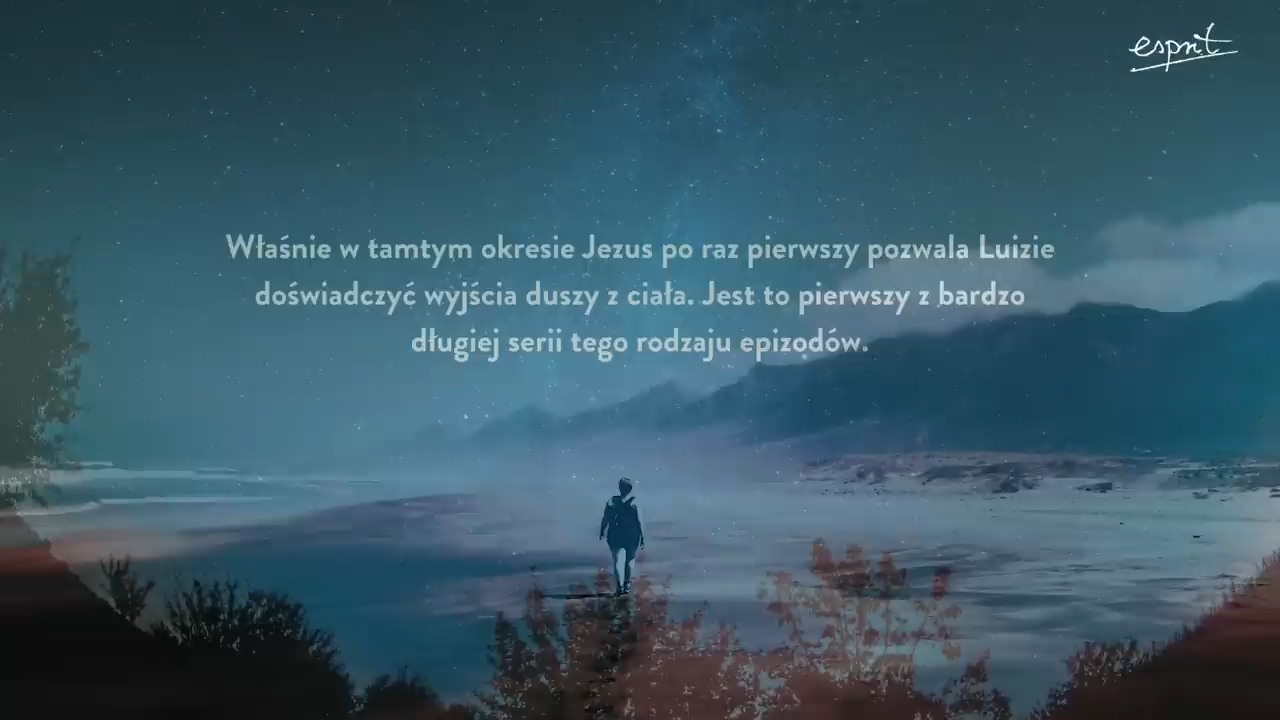 esprit
Właśnie w tamtym okresie Jezus po raz pierwszy pozwala Luizie
doświadczyć wyjścia duszy z ciała. Jest to pierwszy z bardzo
długiej serii tego rodzaju epizodów.